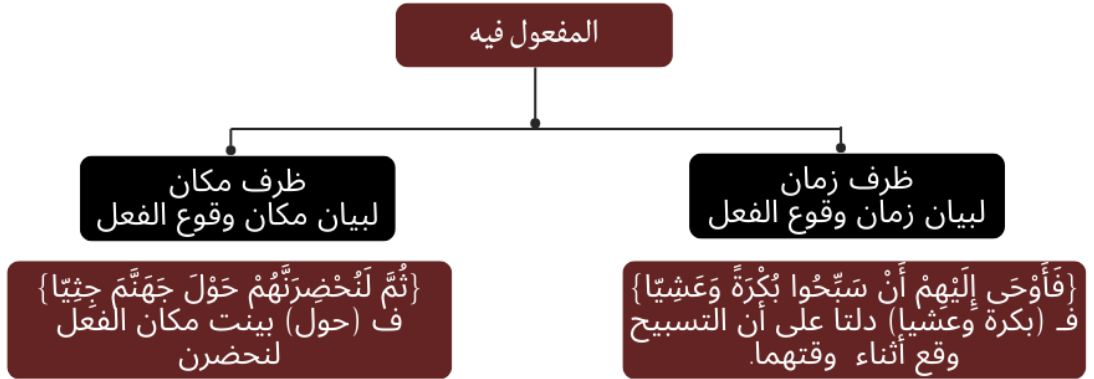 المفعول فيه
ظرف زمان
لبيان زمان وقوع الفعل
{فَأَوْحَى إِلَيْهِمْ أَنْ سَبِّحُوا بُكْرَةً وَعَشِيّا}
فـ (بكرة وعشيا) دلتا على أن التسبيح
وقع أثناء وقتهما.
ظرف مكان
لبيان مكان وقوع الفعل
{ثُمَّ لَنُحْضِرَنَّهُمْ حَوْلَ جَهَنَّمَ جِثِيّا}
ف (حول) بينت مكان الفعل
لنحضرن